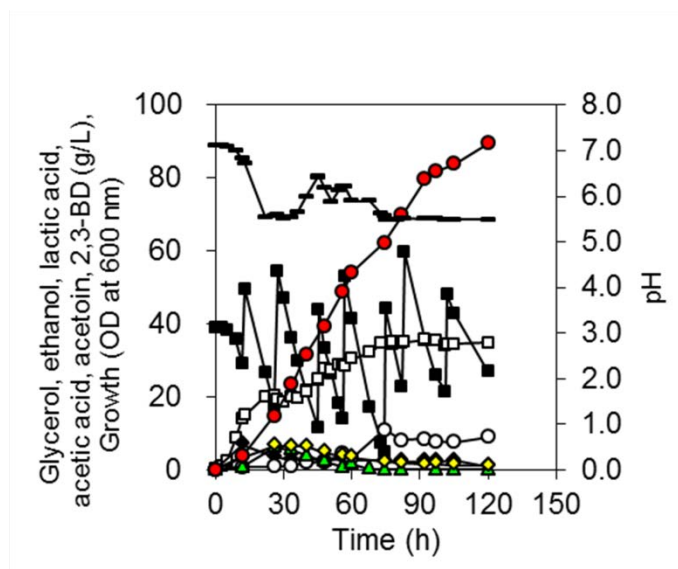 Glycerol, ethanol, lactic acid,
acetic acid, acetoin, 2,3-BD (g/L),
Growth (OD at 600 nm)
100
80
60
40
20
0
8.0
7.0
6.0
5.0
4.0
3.0
2.0
1.0
0.0
pH
0 30 60 90 120 150
Time (h)